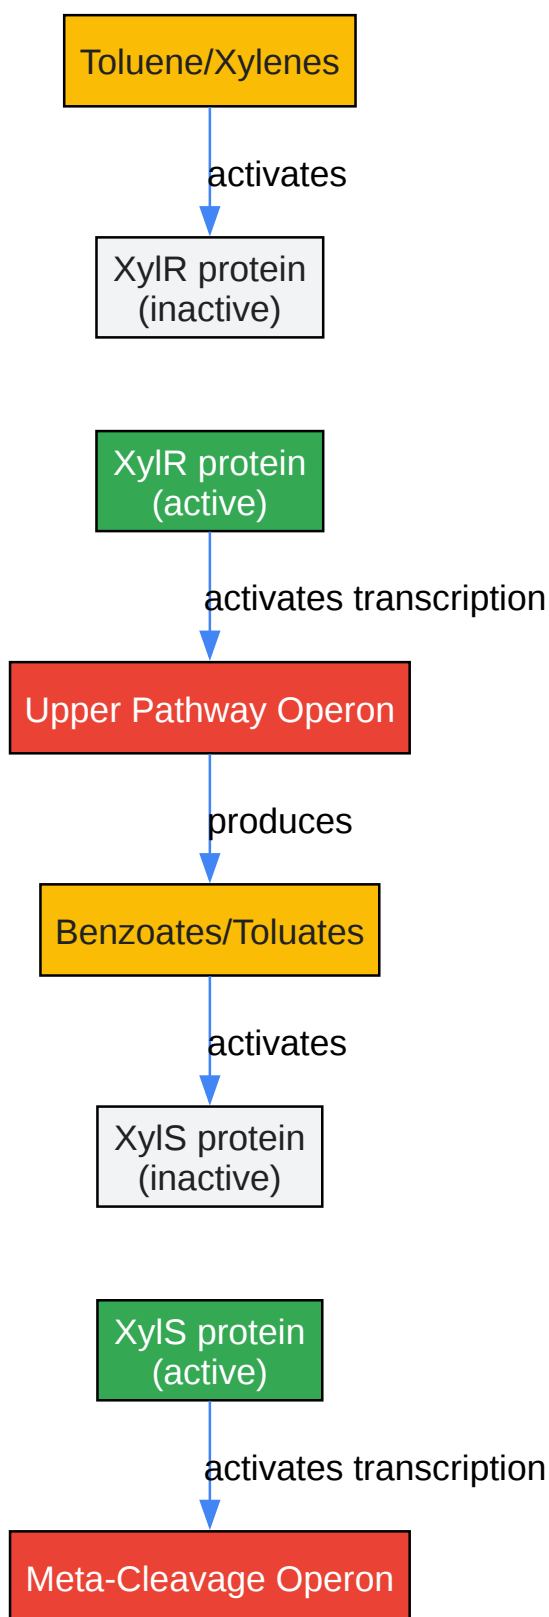 Toluene/Xylenes
activates
XylR protein
(inactive)
XylR protein
(active)
activates transcription
Upper Pathway Operon
produces
Benzoates/Toluates
activates
XylS protein
(inactive)
XylS protein
(active)
activates transcription
Meta-Cleavage Operon